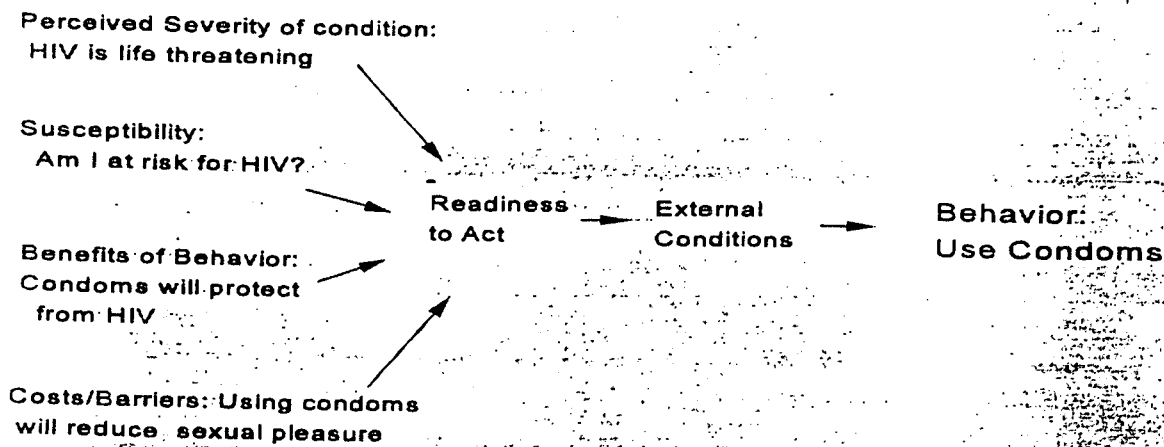 Perceived Severity of condition:
HIV is life threatening
Susceptibility:
Am I at risk for HIV?
Readiness
to Act
External
Conditions
Behavior:
Use Condoms
Benefits of Behavior:
Condoms will protect
from HIV
Costs/Barriers: Using condoms
will reduce sexual pleasure